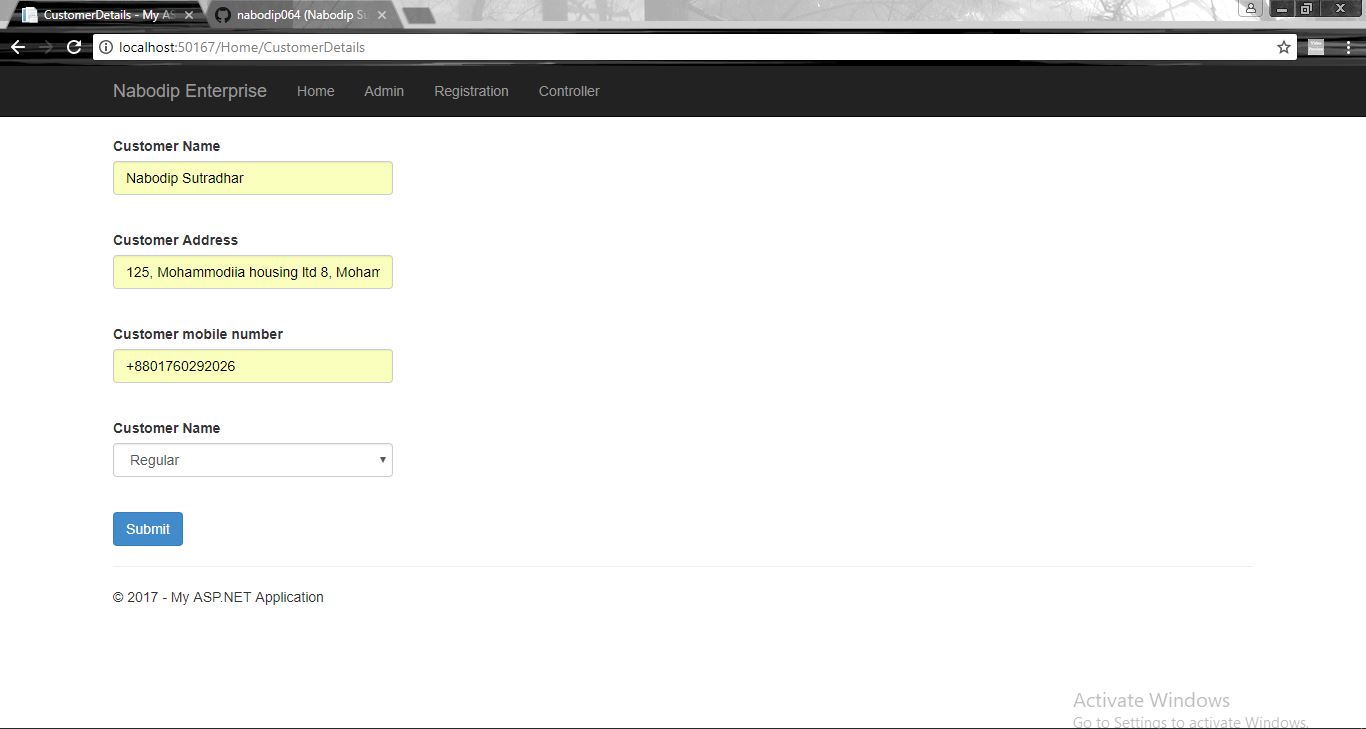 CustomerDetails - My AS
nabodip064 (Nabodip Su
localhost:50167/Home/CustomerDetails
Nabodip Enterprise Home Admin Registration Controller
Customer Name
Nabodip Sutradhar
Customer Address
125, Mohammodiia housing ltd 8, Moham
Customer mobile number
+8801760292026
Customer Name
Regular
Submit
© 2017 - My ASP.NET Application
Activate Windows
Go to Settings to activate Windows.